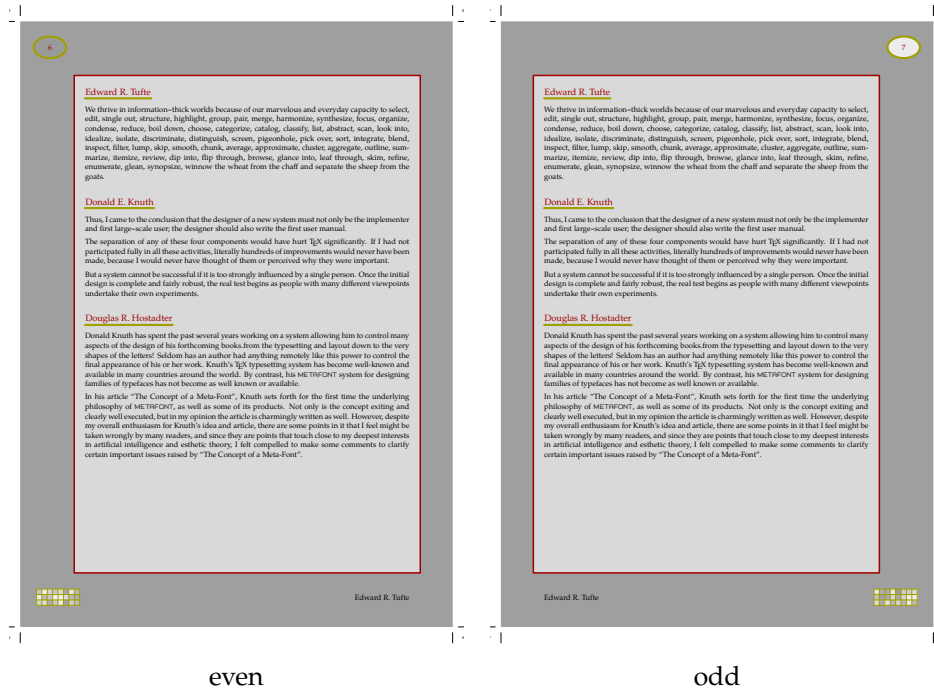 6
Edward R. Tufte
We thrive in information–thick worlds because of our marvelous and everyday capacity to select,
edit, single out, structure, highlight, group, pair, merge, harmonize, synthesize, focus, organize,
condense, reduce, boil down, choose, categorize, catalog, classify, list, abstract, scan, look into,
idealize, isolate, discriminate, distinguish, screen, pigeonhole, pick over, sort, integrate, blend,
inspect, filter, lump, skip, smooth, chunk, average, approximate, cluster, aggregate, outline, sum-
marize, itemize, review, dip into, flip through, browse, glance into, leaf through, skim, refine,
enumerate, glean, synopsize, winnow the wheat from the chaff and separate the sheep from the
goats.
Donald E. Knuth
Thus, I came to the conclusion that the designer of a new system must not only be the implementer
and first large–scale user; the designer should also write the first user manual.
The separation of any of these four components would have hurt TEX significantly. If I had not
participated fully in all these activities, literally hundreds of improvements would never have been
made, because I would never have thought of them or perceived why they were important.
But a system cannot be successful if it is too strongly influenced by a single person. Once the initial
design is complete and fairly robust, the real test begins as people with many different viewpoints
undertake their own experiments.
Douglas R. Hostadter
Donald Knuth has spent the past several years working on a system allowing him to control many
aspects of the design of his forthcoming books.from the typesetting and layout down to the very
shapes of the letters! Seldom has an author had anything remotely like this power to control the
final appearance of his or her work. Knuth's TEX typesetting system has become well-known and
available in many countries around the world. By contrast, his METAFONT system for designing
families of typefaces has not become as well known or available.
In his article “The Concept of a Meta-Font”, Knuth sets forth for the first time the underlying
philosophy of METAFONT, as well as some of its products. Not only is the concept exiting and
clearly well executed, but in my opinion the article is charmingly written as well. However, despite
my overall enthusiasm for Knuth's idea and article, there are some points in it that I feel might be
taken wrongly by many readers, and since they are points that touch close to my deepest interests
in artificial intelligence and esthetic theory, I felt compelled to make some comments to clarify
certain important issues raised by “The Concept of a Meta-Font”.
Edward R. Tufte
even
7
Edward R. Tufte
We thrive in information–thick worlds because of our marvelous and everyday capacity to select,
edit, single out, structure, highlight, group, pair, merge, harmonize, synthesize, focus, organize,
condense, reduce, boil down, choose, categorize, catalog, classify, list, abstract, scan, look into,
idealize, isolate, discriminate, distinguish, screen, pigeonhole, pick over, sort, integrate, blend,
inspect, filter, lump, skip, smooth, chunk, average, approximate, cluster, aggregate, outline, sum-
marize, itemize, review, dip into, flip through, browse, glance into, leaf through, skim, refine,
enumerate, glean, synopsize, winnow the wheat from the chaff and separate the sheep from the
goats.
Donald E. Knuth
Thus, I came to the conclusion that the designer of a new system must not only be the implementer
and first large–scale user; the designer should also write the first user manual.
The separation of any of these four components would have hurt TEX significantly. If I had not
participated fully in all these activities, literally hundreds of improvements would never have been
made, because I would never have thought of them or perceived why they were important.
But a system cannot be successful if it is too strongly influenced by a single person. Once the initial
design is complete and fairly robust, the real test begins as people with many different viewpoints
undertake their own experiments.
Douglas R. Hostadter
Donald Knuth has spent the past several years working on a system allowing him to control many
aspects of the design of his forthcoming books.from the typesetting and layout down to the very
shapes of the letters! Seldom has an author had anything remotely like this power to control the
final appearance of his or her work. Knuth's TEX typesetting system has become well-known and
available in many countries around the world. By contrast, his METAFONT system for designing
families of typefaces has not become as well known or available.
In his article “The Concept of a Meta-Font”, Knuth sets forth for the first time the underlying
philosophy of METAFONT, as well as some of its products. Not only is the concept exiting and
clearly well executed, but in my opinion the article is charmingly written as well. However, despite
my overall enthusiasm for Knuth's idea and article, there are some points in it that I feel might be
taken wrongly by many readers, and since they are points that touch close to my deepest interests
in artificial intelligence and esthetic theory, I felt compelled to make some comments to clarify
certain important issues raised by “The Concept of a Meta-Font”.
Edward R. Tufte
odd